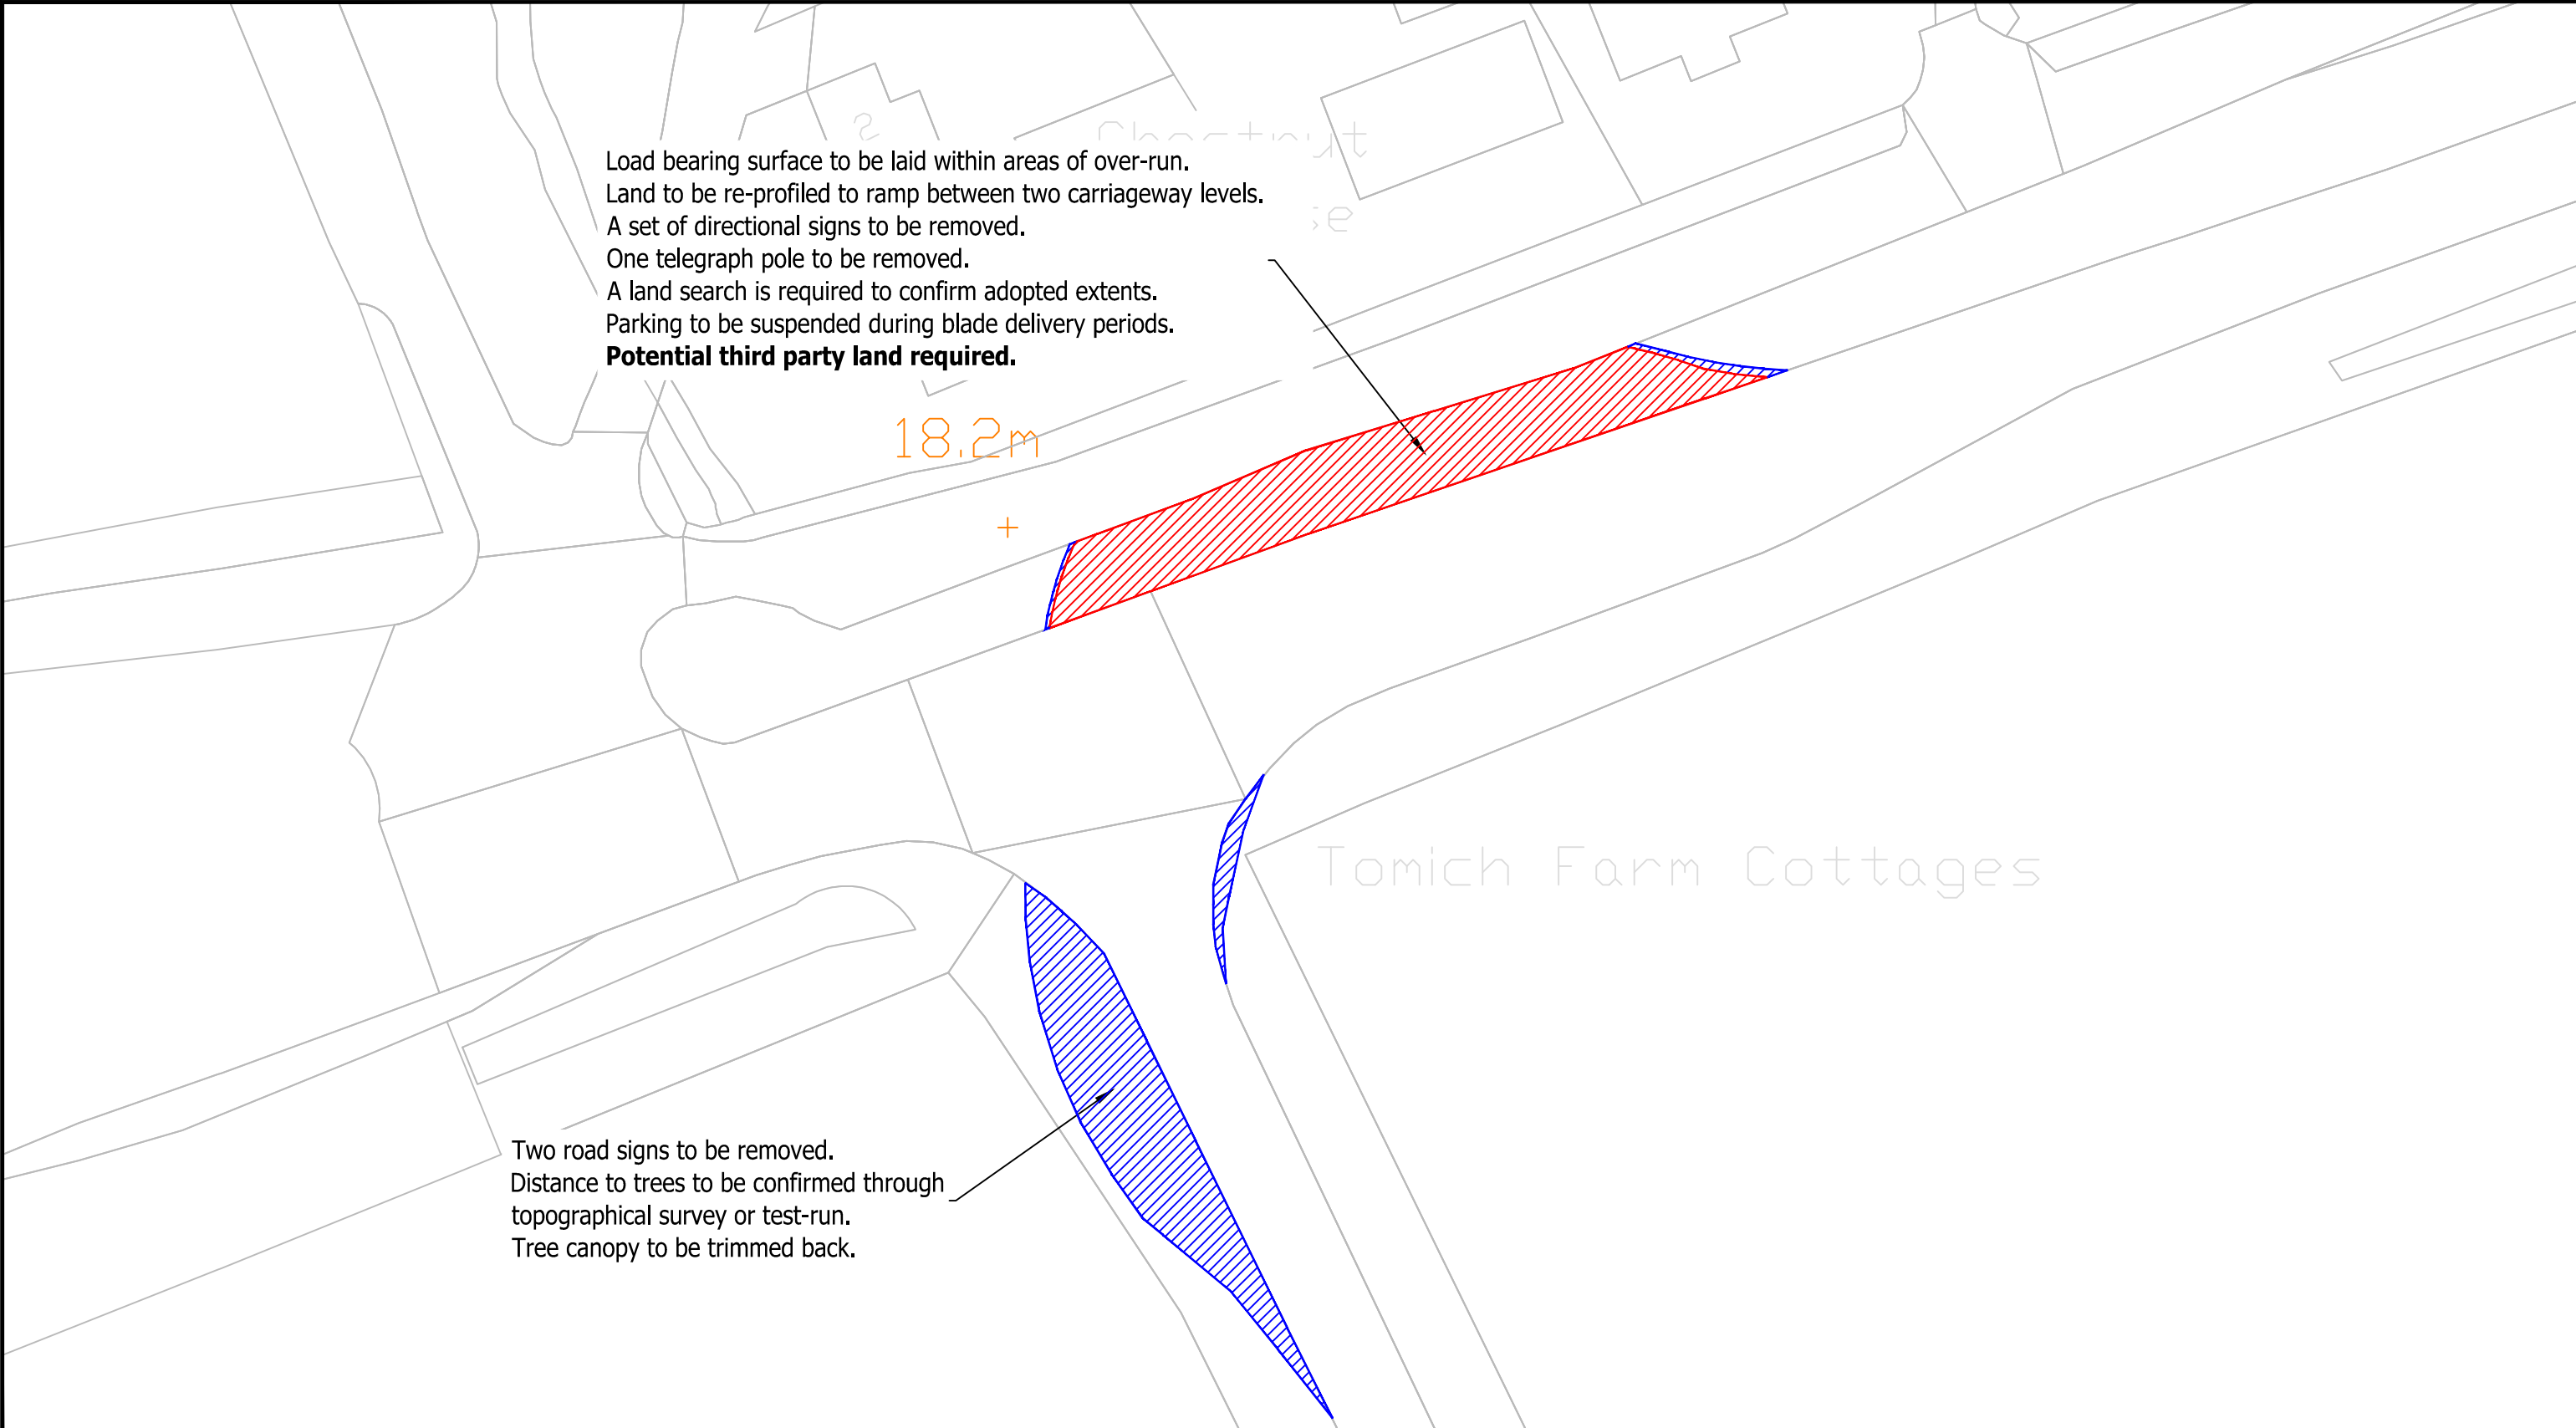 Load bearing surface to be laid within areas of over-run.
Land to be re-profiled to ramp between two carriageway levels.
A set of directional signs to be removed.
One telegraph pole to be removed.
A land search is required to confirm adopted extents.
Parking to be suspended during blade delivery periods.
Potential third party land required.
18.2m
Tomich Farm Cottages
Two road signs to be removed.
Distance to trees to be confirmed through
topographical survey or test-run.
Tree canopy to be trimmed back.